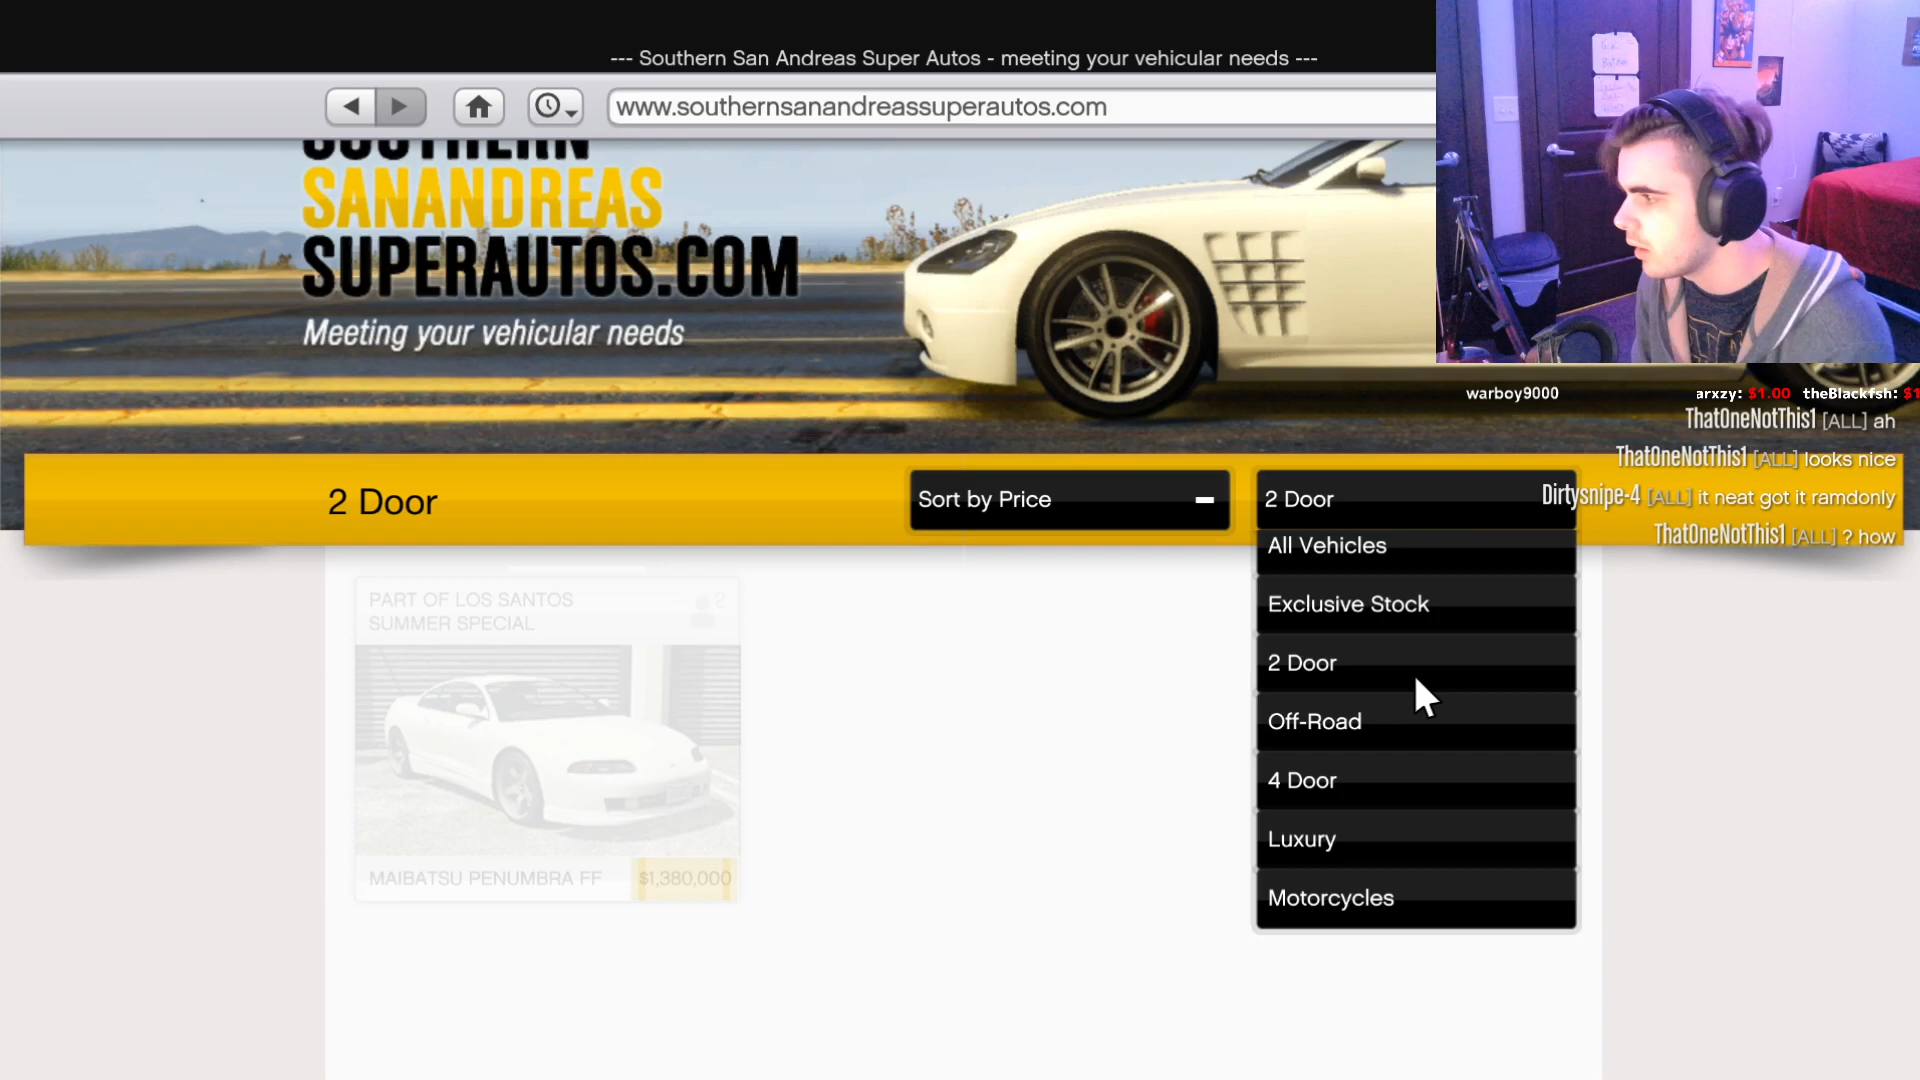 --- Southern San Andreas Super Autos - meeting your vehicular needs ---
www.southernsanandreassuperautos.com
SOUTHERN
SANANDREAS
SUPERAUTOS.COM
Meeting your vehicular needs
warboy9000
arxzy: $1.00 theBlackfsh: $1
ThatOneNotThis1 [ALL] ah
ThatOneNotThis1 [ALL] looks nice
Dirtysnipe-4 [ALL] it neat got it ramdonly
ThatOneNotThis1 [ALL] ? how
2 Door
Sort by Price
2 Door
All Vehicles
Exclusive Stock
2 Door
Off-Road
4 Door
Luxury
Motorcycles
PART OF LOS SANTOS
SUMMER SPECIAL
2
MAIBATSU PENUMBRA FF
$1,380,000